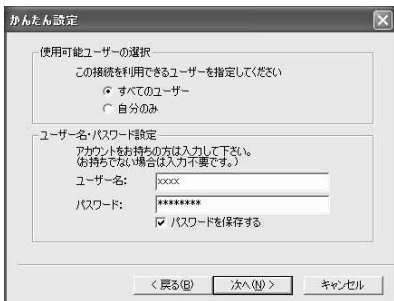 かんたん設定
使用可能ユーザーの選択
この接続を利用できるユーザーを指定してください
すべてのユーザー
自分のみ
ユーザー名・パスワード設定
アカウントをお持ちの方は入力して下さい。
(お持ちでない場合は入力不要です。)
ユーザー名: xxxx
パスワード: ********
パスワードを保存する
< 戻る(B) 次へ(N) > キャンセル